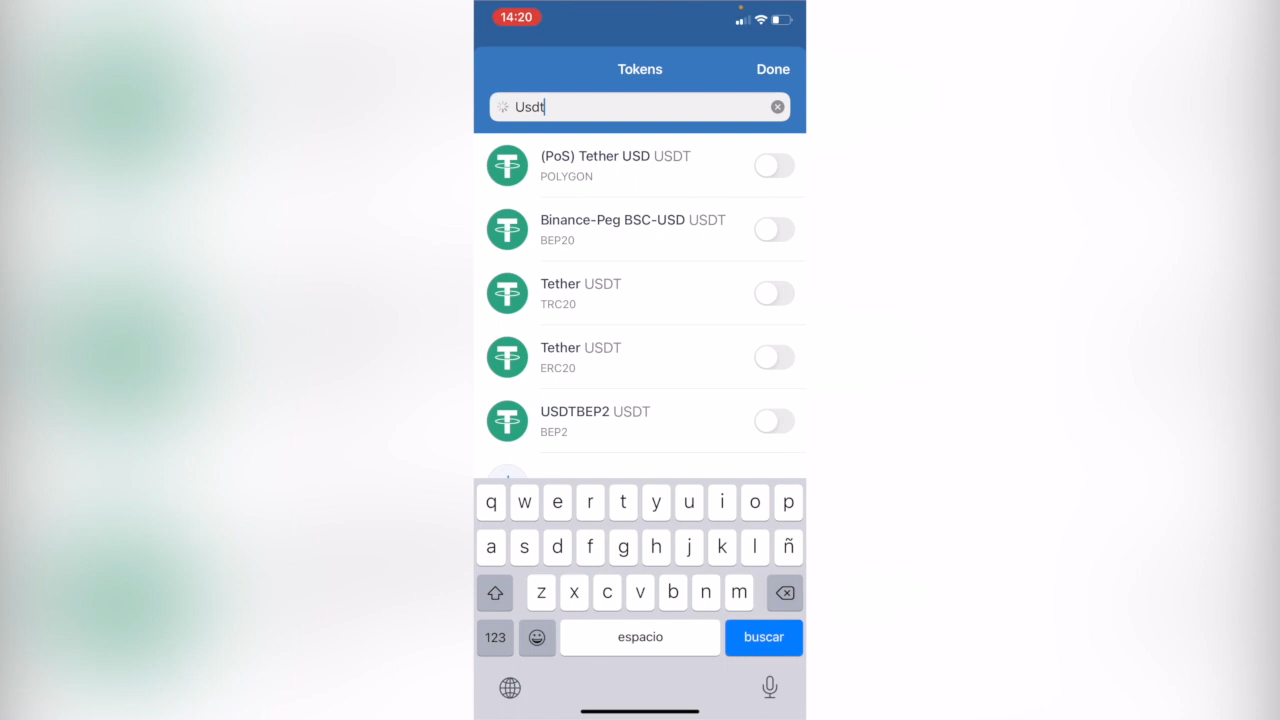 14:20
Tokens
Done
Usdt
(PoS) Tether USD USDT
POLYGON
Binance-Peg BSC-USD USDT
BEP20
Tether USDT
TRC20
Tether USDT
ERC20
USDTBEP2 USDT
BEP2
q w e r t y u i o p
a s d f g h j k l ñ
z x c v b n m
123 espacio buscar